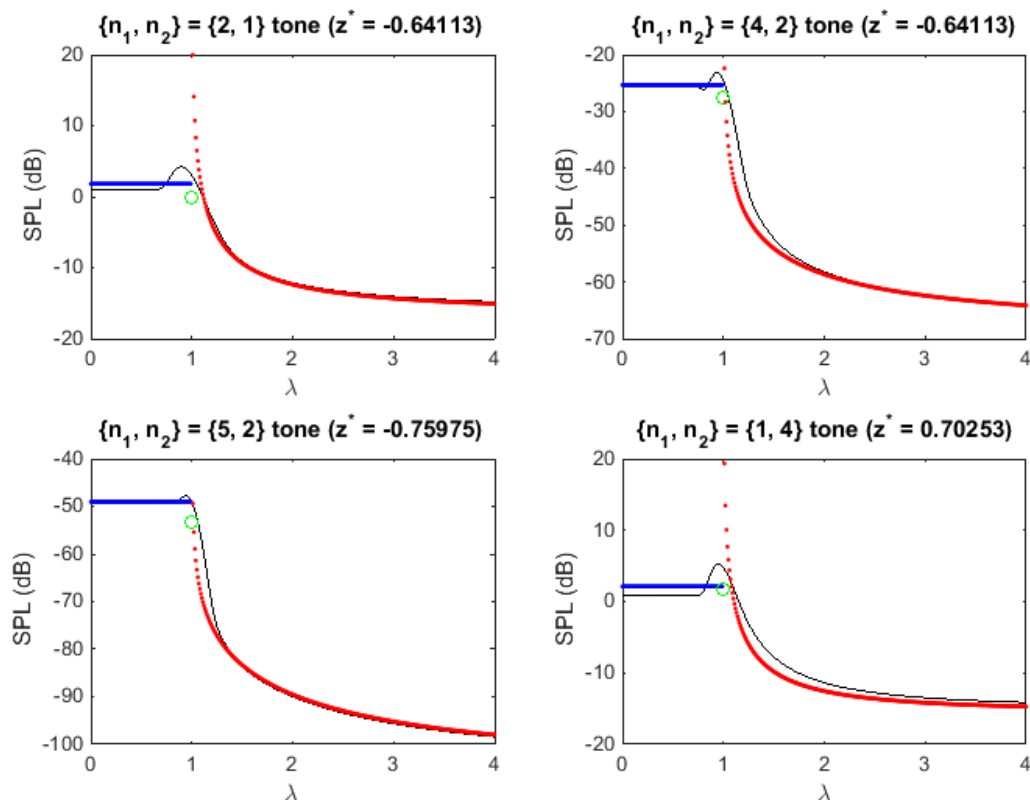 {n₁, n₂} = {2, 1} tone (z* = -0.64113)
20
10
0
-10
-20
SPL (dB)
0 1 2 3 4
λ
{n₁, n₂} = {4, 2} tone (z* = -0.64113)
-20
-30
-40
-50
-60
-70
SPL (dB)
0 1 2 3 4
λ
{n₁, n₂} = {5, 2} tone (z* = -0.75975)
-40
-50
-60
-70
-80
-90
-100
SPL (dB)
0 1 2 3 4
λ
{n₁, n₂} = {1, 4} tone (z* = 0.70253)
20
10
0
-10
-20
SPL (dB)
0 1 2 3 4
λ